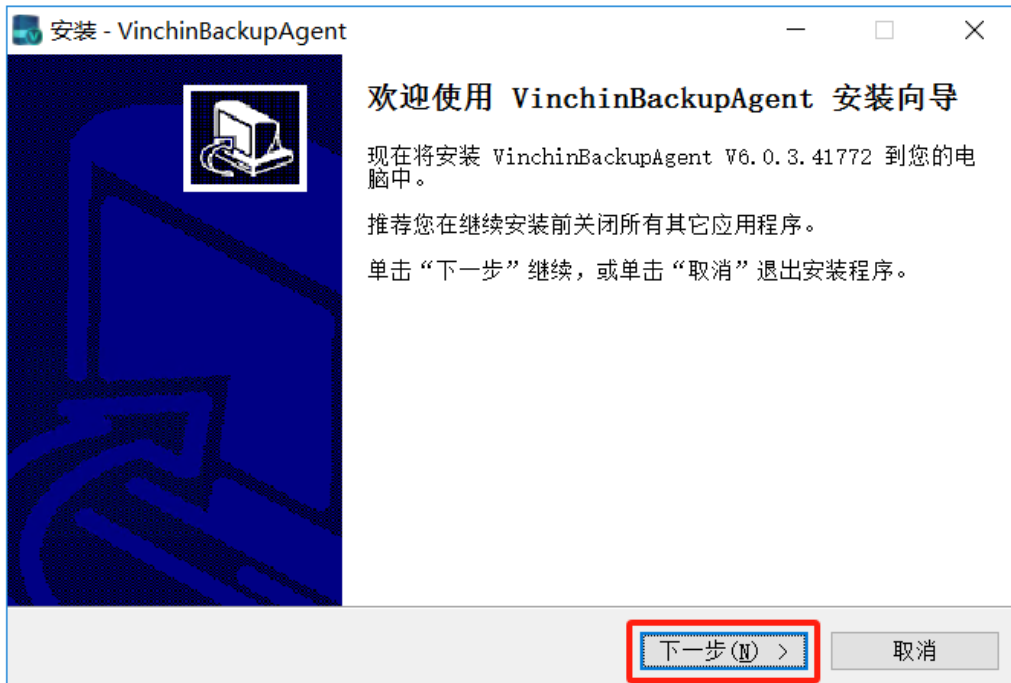 安装 - VinchinBackupAgent
欢迎使用 VinchinBackupAgent 安装向导
现在将安装 VinchinBackupAgent V6.0.3.41772 到您的电
脑中。
推荐您在继续安装前关闭所有其它应用程序。
单击“下一步”继续，或单击“取消”退出安装程序。
下一步(N) >
取消